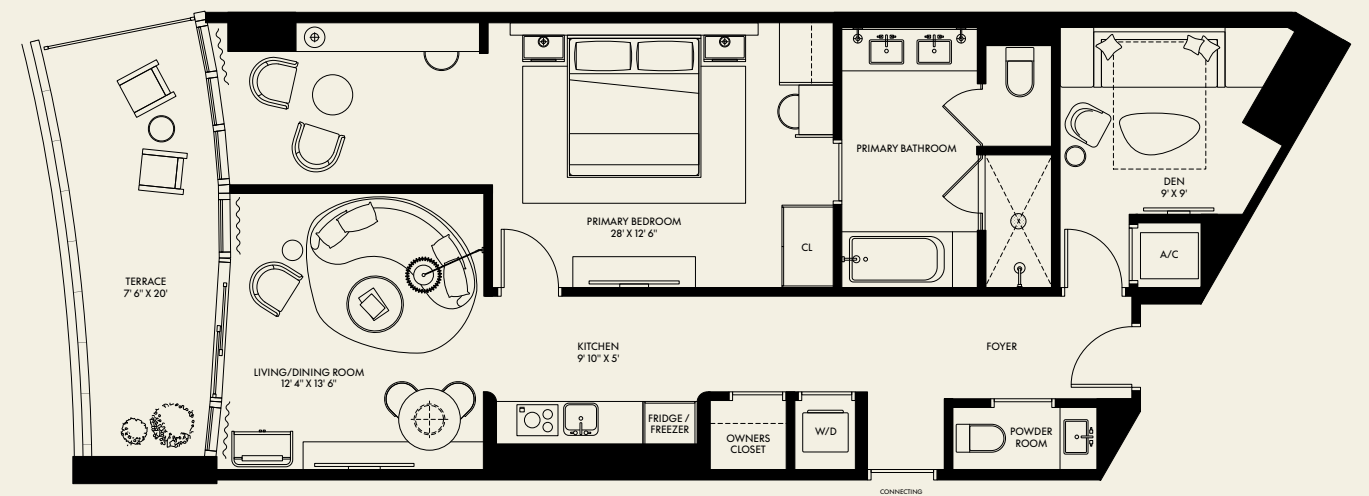 PRIMARY BATHROOM
DEN
9' X 9'
PRIMARY BEDROOM
28' X 12' 6"
CL
A/C
TERRACE
7' 6" X 20'
KITCHEN
9' 10" X 5'
FOYER
LIVING/DINING ROOM
12' 4" X 13' 6"
FRIDGE /
FREEZER
OWNERS
CLOSET
W/D
POWDER
ROOM
CONNECTING